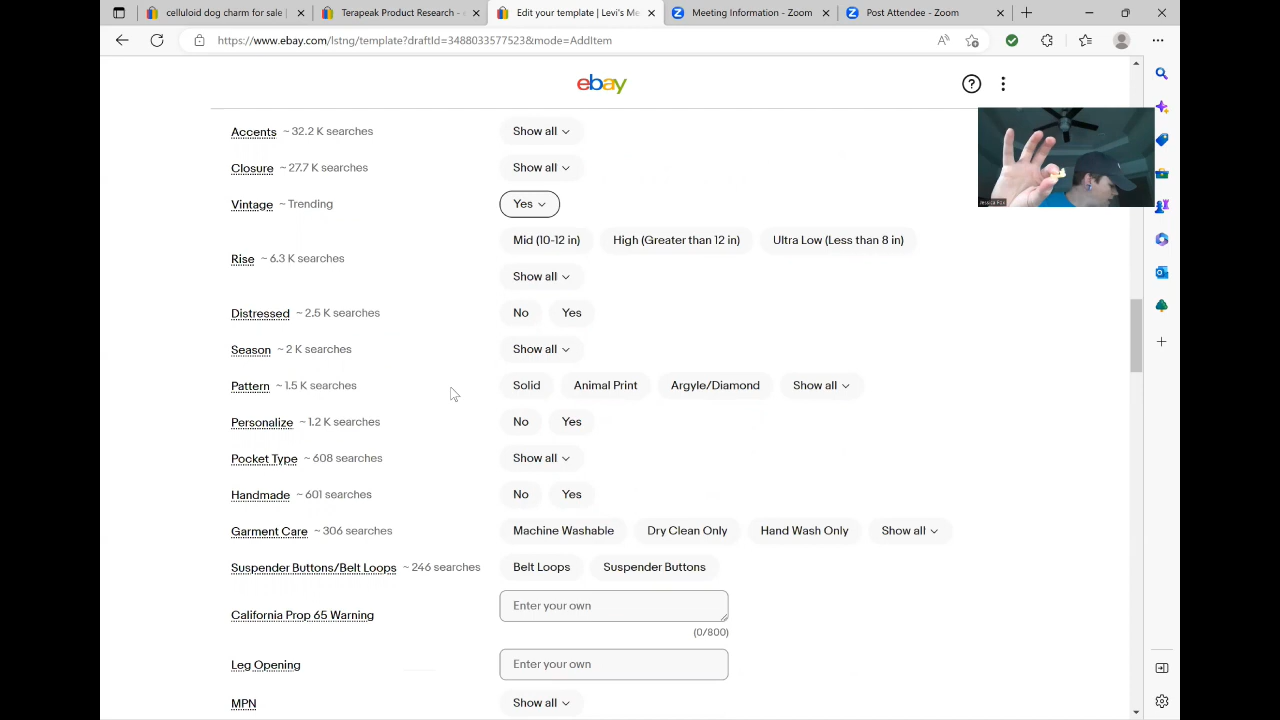 celluloid dog charm for sale |
Terapeak Product Research -
Edit your template | Levi's Me
Meeting Information - Zoom
Post Attendee - Zoom
https://www.ebay.com/lstng/template?draftId=3488033577523&mode=AddItem
ebay
Accents ~ 32.2 K searches Show all
Closure ~ 27.7 K searches Show all
Vintage ~ Trending Yes
Mid (10-12 in) High (Greater than 12 in) Ultra Low (Less than 8 in)
Rise ~ 6.3 K searches
Show all
Distressed ~ 2.5 K searches No Yes
Season ~ 2 K searches Show all
Pattern ~ 1.5 K searches Solid Animal Print Argyle/Diamond Show all
Personalize ~ 1.2 K searches No Yes
Pocket Type ~ 608 searches Show all
Handmade ~ 601 searches No Yes
Garment Care ~ 306 searches Machine Washable Dry Clean Only Hand Wash Only Show all
Suspender Buttons/Belt Loops ~ 246 searches Belt Loops Suspender Buttons
California Prop 65 Warning Enter your own
(0/800)
Leg Opening Enter your own
MPN Show all